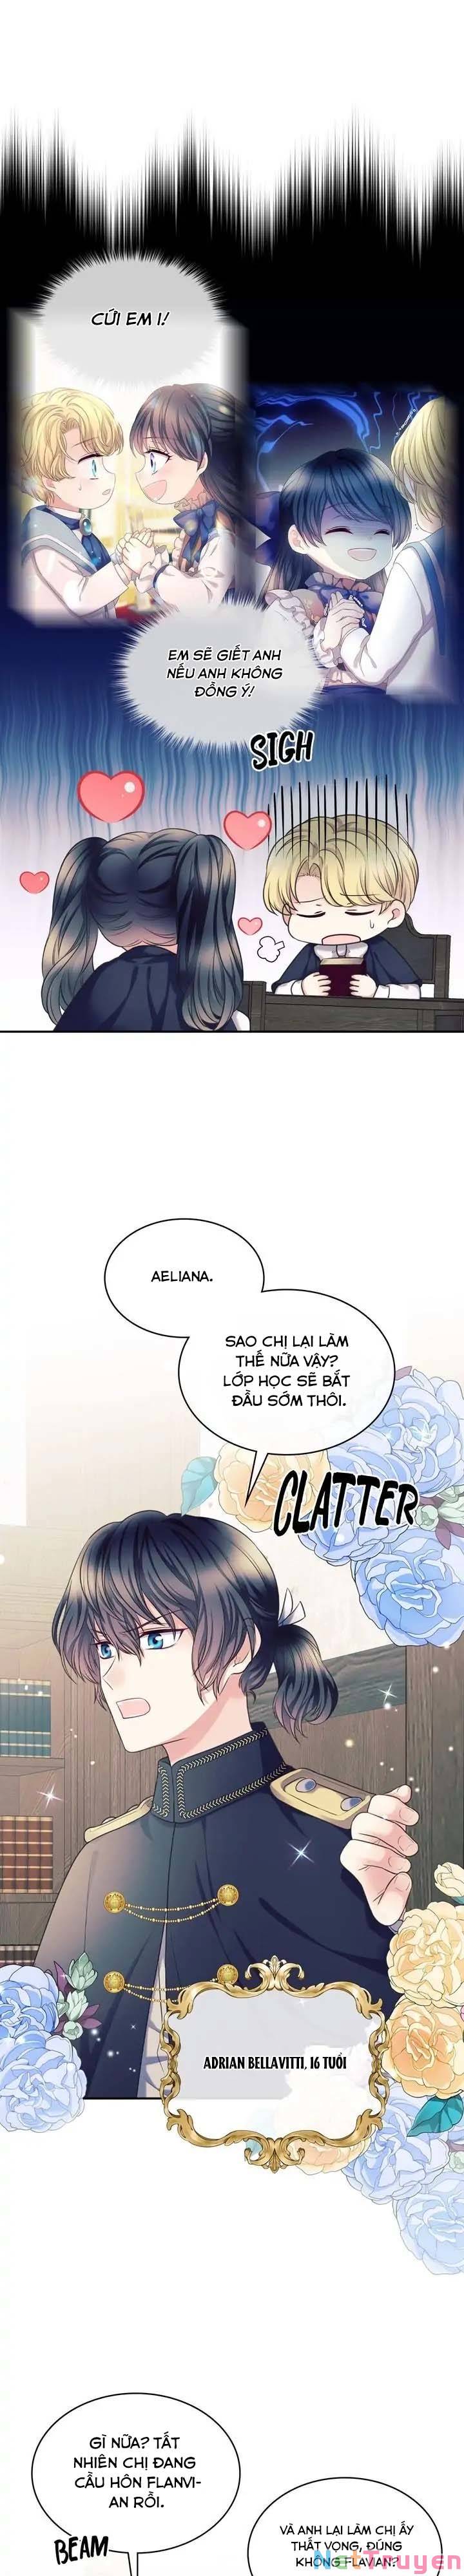 CƯỚI EM ĐI!
EM SẼ GIẾT ANH
NẾU ANH KHÔNG
ĐỒNG Ý!
SIGH
AELIANA.
SAO CHỊ LẠI LÀM
THẾ NỮA VẬY?
LỚP HỌC SẼ BẮT
ĐẦU SỚM THÔI.
CLATTER
ADRIAN BELLAVITTI, 16 TUỔI
GÌ NỮA? TẤT
NHIÊN CHỊ ĐANG
CẦU HÔN FLANVI-
AN RỒI.
BEAM
VÀ ANH LẠI LÀM CHỊ ẤY
THẤT VỌNG, ĐÚNG
KHÔNG FLAVIAN?
NetTruyen